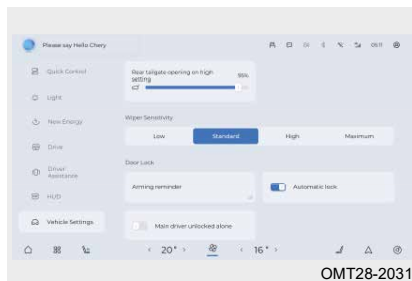 Please say Hello Chery
05:11
Quick Control
Light
New Energy
Drive
Driver
Assistance
HUD
Vehicle Settings
Rear tailgate opening on high
setting
Wiper Sensitivity
Low Standard High Maximum
Door Lock
Arming reminder
Automatic lock
Main driver unlocked alone
20° 16°
OMT28-2031